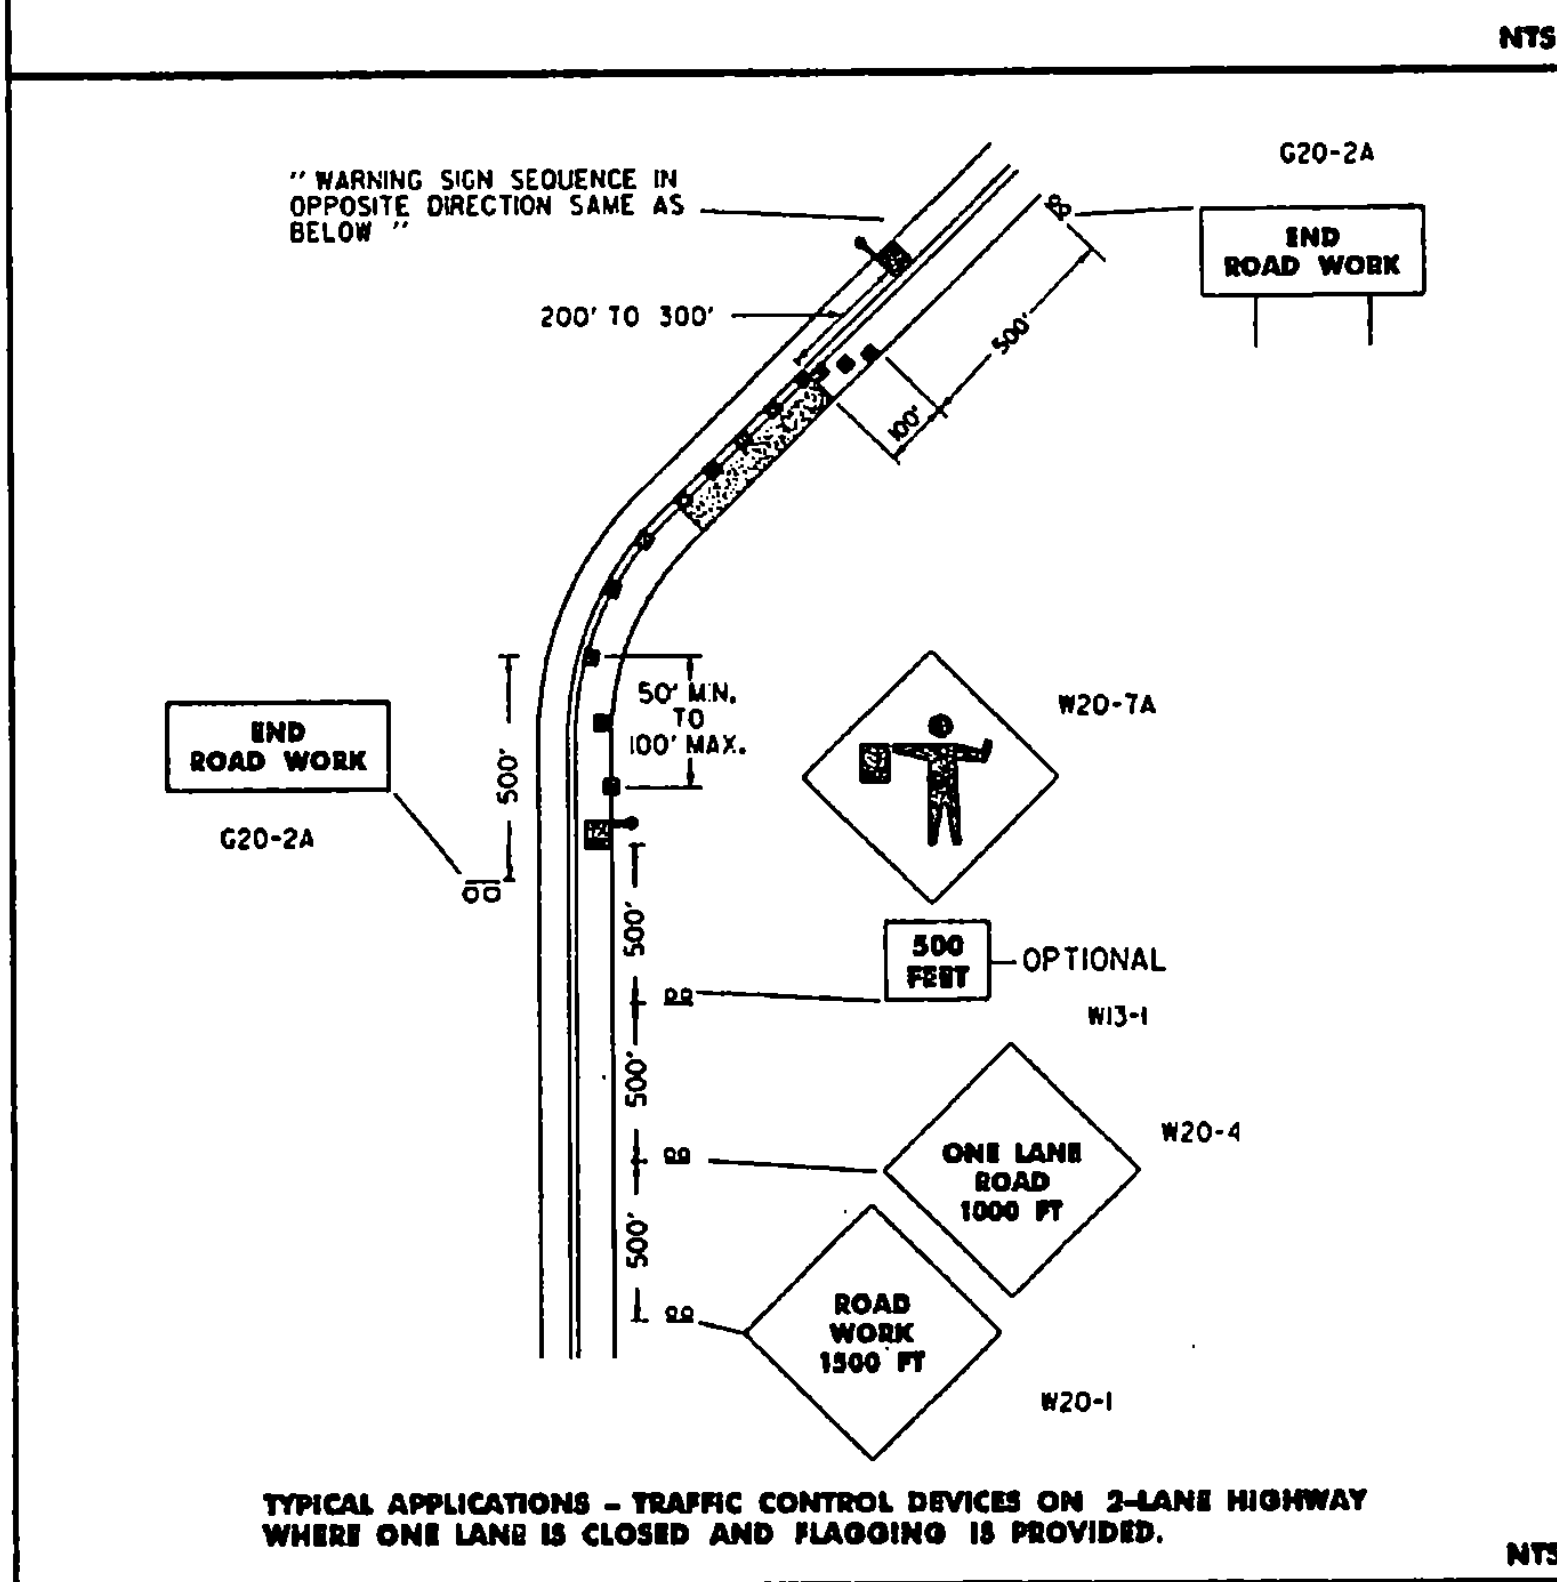 NTS
G20-2A
" WARNING SIGN SEQUENCE IN
OPPOSITE DIRECTION SAME AS
BELOW "
END
ROAD WORK
200' TO 300'
500'
100'
50' MIN.
TO
100' MAX.
W20-7A
END
ROAD WORK
500'
G20-2A
500'
500
FEET
OPTIONAL
W13-1
500'
W20-4
ONE LANE
ROAD
1000 FT
500'
ROAD
WORK
1500 FT
W20-1
TYPICAL APPLICATIONS - TRAFFIC CONTROL DEVICES ON 2-LANE HIGHWAY
WHERE ONE LANE IS CLOSED AND FLAGGING IS PROVIDED.
NTS